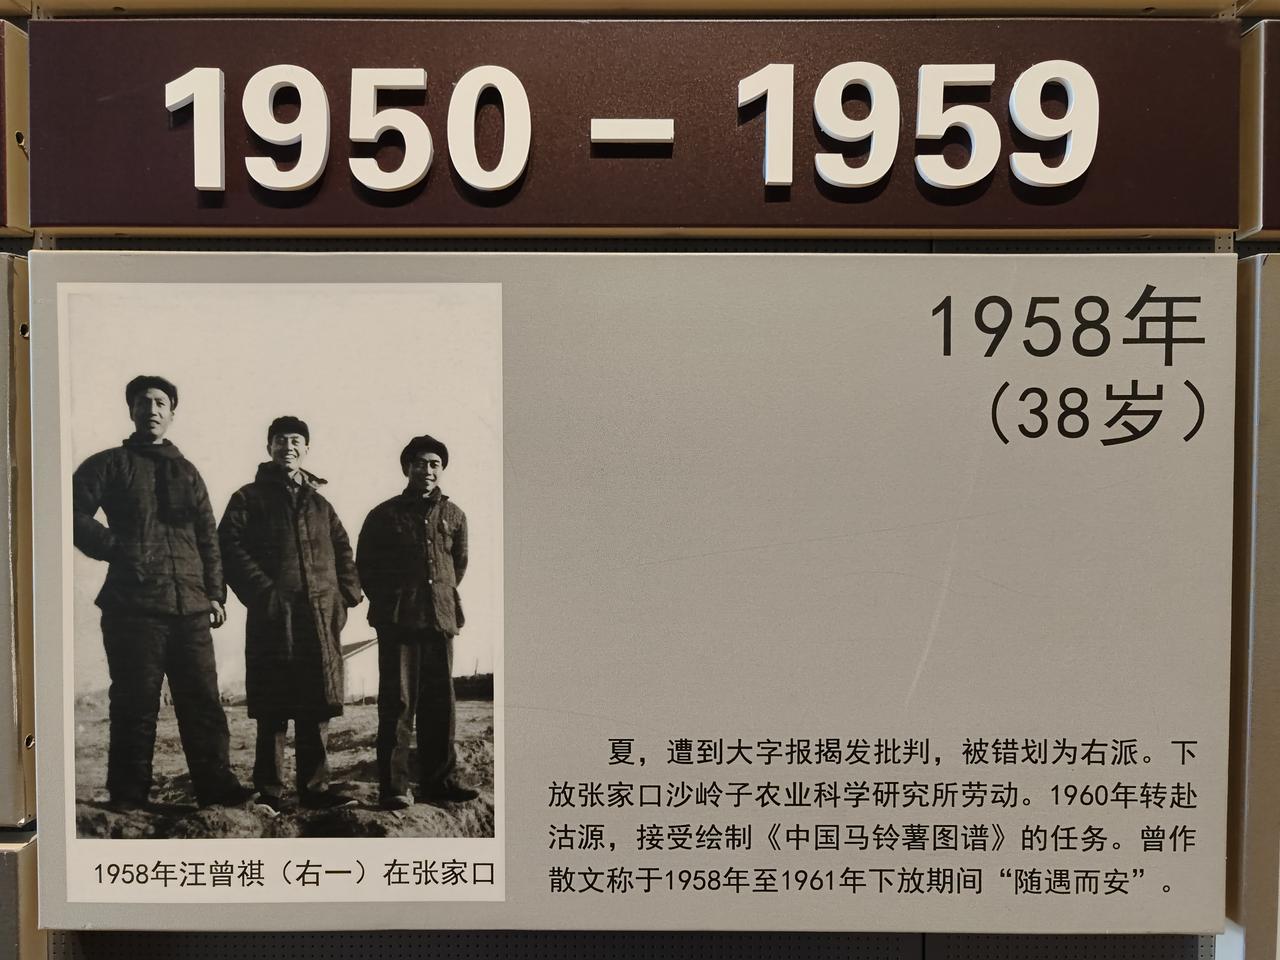 1950 – 1959
1958年
（38岁）
夏，遭到大字报揭发批判，被错划为右派。下
放张家口沙岭子农业科学研究所劳动。1960年转赴
沽源，接受绘制《中国马铃薯图谱》的任务。曾作
散文称于1958年至1961年下放期间“随遇而安”。
1958年汪曾祺（右一）在张家口